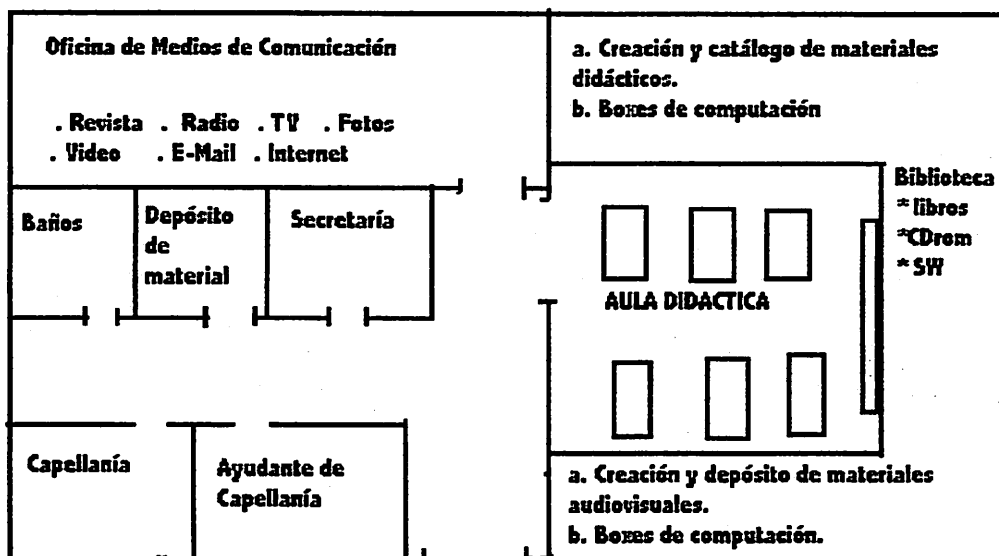 Oficina de Medios de Comunicación
. Revista . Radio . TV . Fotos
. Video . E-Mail . Internet
a. Creación y catálogo de materiales
didácticos.
b. Boxes de computación
Baños
Depósito
de
material
Secretaría
Biblioteca
* libros
*CDrom
* SW
AULA DIDACTICA
Capellanía
Ayudante de
Capellanía
a. Creación y depósito de materiales
audiovisuales.
b. Boxes de computación.